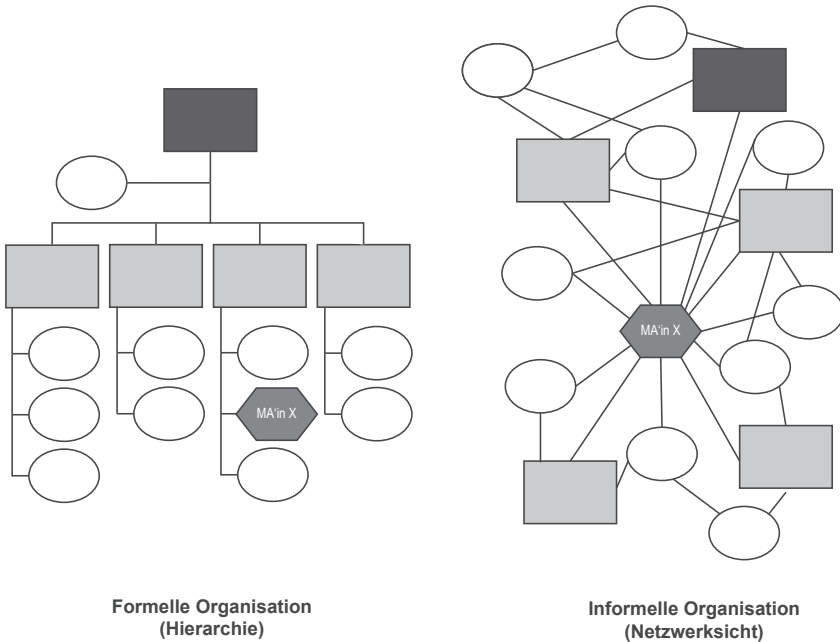 MA'in X
MA'in X
Formelle Organisation
(Hierarchie)
Informelle Organisation
(Netzwerksicht)